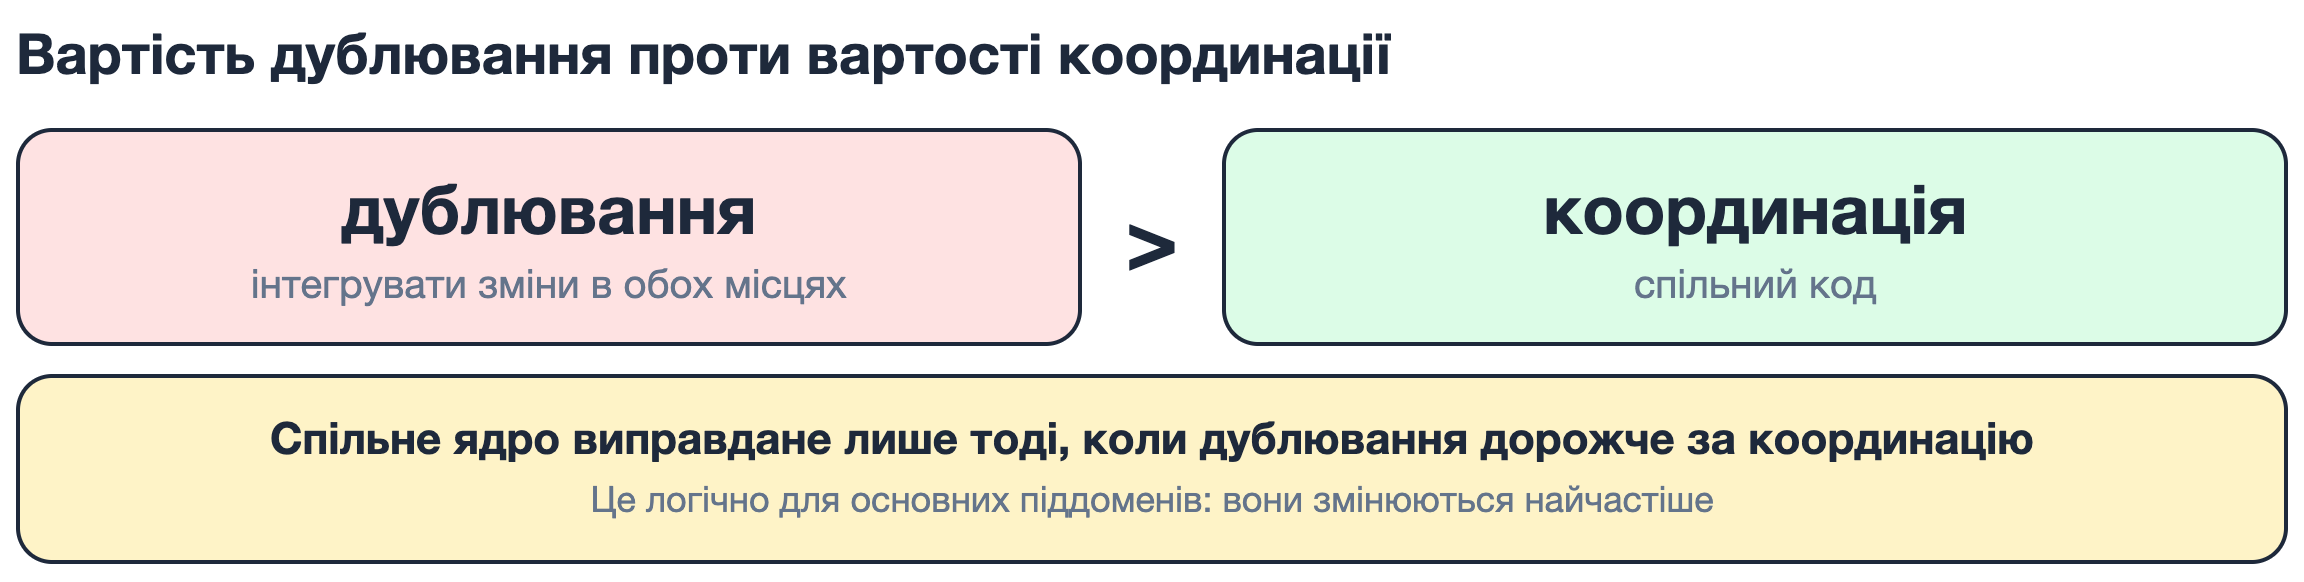 Вартість дублювання проти вартості координації
дублювання
інтегрувати зміни в обох місцях
>
координація
спільний код
Спільне ядро виправдане лише тоді, коли дублювання дорожче за координацію
Це логічно для основних піддоменів: вони змінюються найчастіше